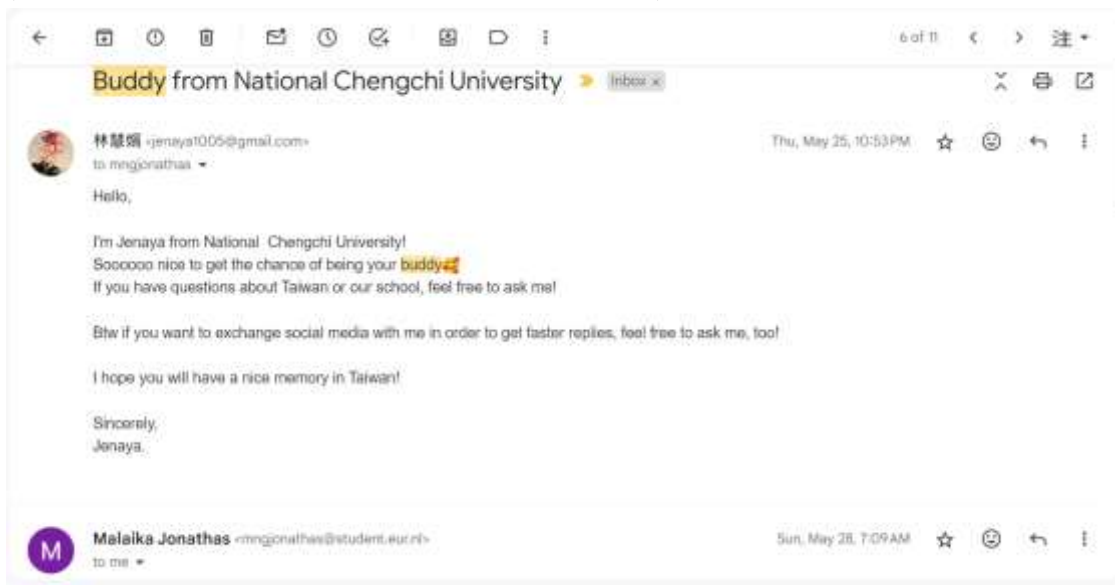 6 of 11
注
Buddy from National Chengchi University
Inbox x
林慧娟 <jenaya1005@gmail.com>
Thu, May 25, 10:53 PM
to mngjonathas
Hello,
I'm Jenaya from National Chengchi University!
Soooooo nice to get the chance of being your buddy🥰
If you have questions about Taiwan or our school, feel free to ask me!
Btw if you want to exchange social media with me in order to get faster replies, feel free to ask me, too!
I hope you will have a nice memory in Taiwan!
Sincerely,
Jenaya.
M
Malaika Jonathas <mngjonathas@student.eur.nl>
Sun, May 28, 7:09 AM
to me